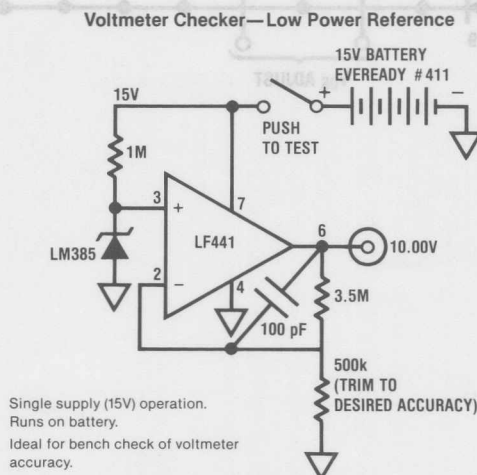 Voltmeter Checker—Low Power Reference
15V BATTERY
EVEREADY #411
15V
+
−
PUSH
TO TEST
1M
3
+
7
6
LF441
10.00V
LM385
2
−
4
3.5M
100 pF
500k
(TRIM TO
DESIRED ACCURACY)
Single supply (15V) operation.
Runs on battery.
Ideal for bench check of voltmeter
accuracy.